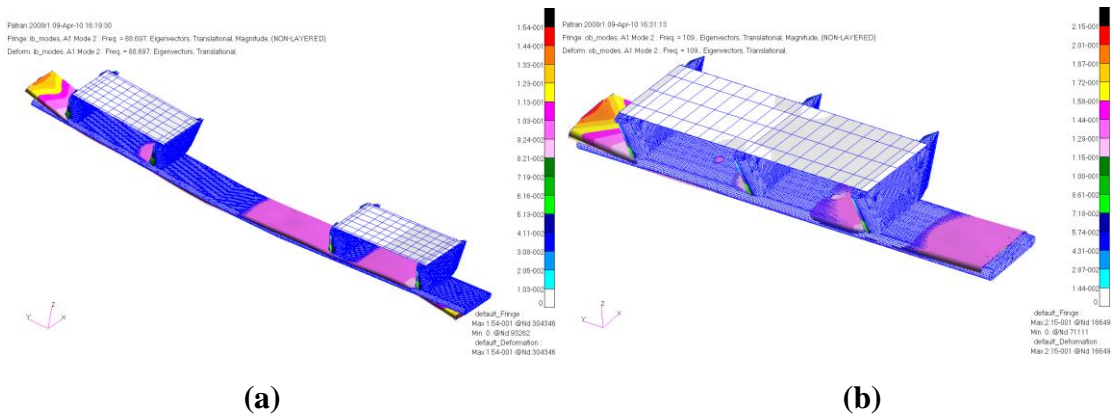 Patran 2008r1 09-Apr-10 16:19:30
Fringe: ib_modes, A1:Mode 2 : Freq. = 88.697, Eigenvectors, Translational, Magnitude, (NON-LAYERED)
Deform: ib_modes, A1:Mode 2 : Freq. = 88.697, Eigenvectors, Translational,
1.54-001
1.44-001
1.33-001
1.23-001
1.13-001
1.03-001
9.24-002
8.21-002
7.19-002
6.16-002
5.13-002
4.11-002
3.08-002
2.05-002
1.03-002
0.
default_Fringe :
Max 1.54-001 @Nd 304346
Min 0. @Nd 93262
default_Deformation :
Max 1.54-001 @Nd 304346
Z
Y
X
(a)
Patran 2008r1 09-Apr-10 16:31:13
Fringe: ob_modes, A1:Mode 2 : Freq. = 109., Eigenvectors, Translational, Magnitude, (NON-LAYERED)
Deform: ob_modes, A1:Mode 2 : Freq. = 109., Eigenvectors, Translational,
2.15-001
2.01-001
1.87-001
1.72-001
1.58-001
1.44-001
1.29-001
1.15-001
1.00-001
8.61-002
7.18-002
5.74-002
4.31-002
2.87-002
1.44-002
0.
default_Fringe :
Max 2.15-001 @Nd 16649
Min 0. @Nd 71111
default_Deformation :
Max 2.15-001 @Nd 16649
Z
Y
X
(b)